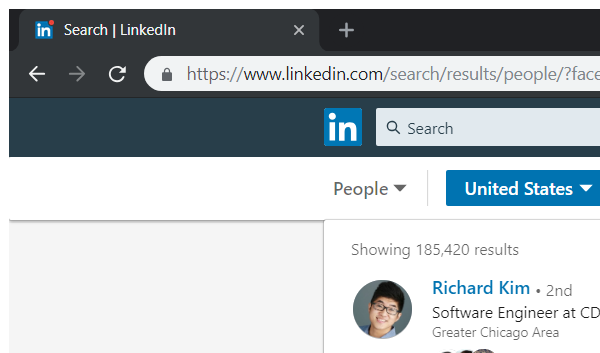 Search | LinkedIn
https://www.linkedin.com/search/results/people/?face
in
Search
People
United States
Showing 185,420 results
Richard Kim • 2nd
Software Engineer at CD
Greater Chicago Area